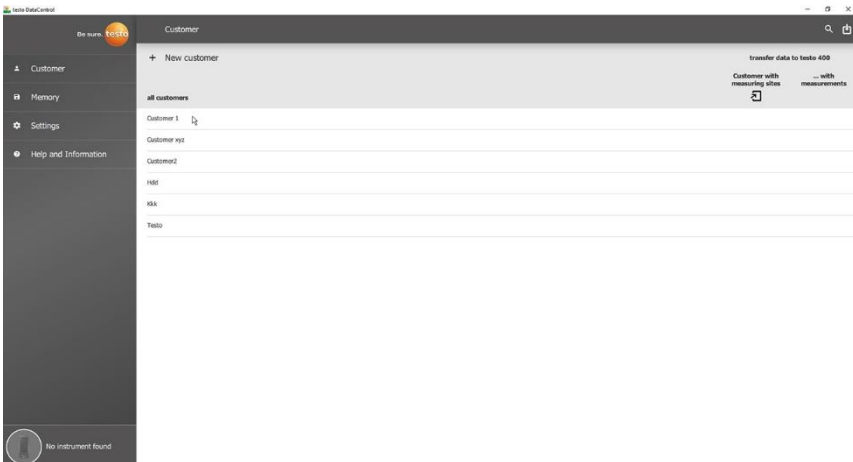 testo DataControl
Be sure. testo
Customer
Customer
Memory
Settings
Help and Information
No instrument found
+ New customer
transfer data to testo 400
Customer with
measuring sites
... with
measurements
all customers
Customer 1
Customer xyz
Customer2
Hdd
Kkk
Testo